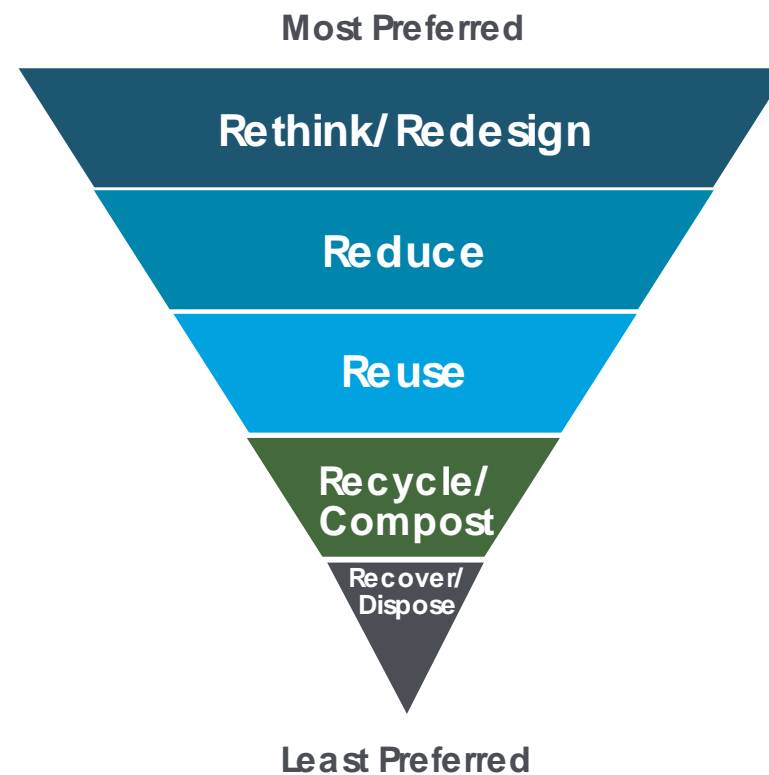 Most Preferred
Rethink/ Redesign
Reduce
Reuse
Recycle/
Compost
Recover/
Dispose
Least Preferred